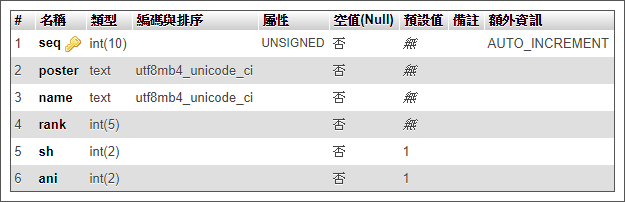 # 名稱 類型 編碼與排序 屬性 空值(Null) 預設值 備註 額外資訊
1 seq int(10) UNSIGNED 否 無 AUTO_INCREMENT
2 poster text utf8mb4_unicode_ci 否 無
3 name text utf8mb4_unicode_ci 否 無
4 rank int(5) 否 無
5 sh int(2) 否 1
6 ani int(2) 否 1